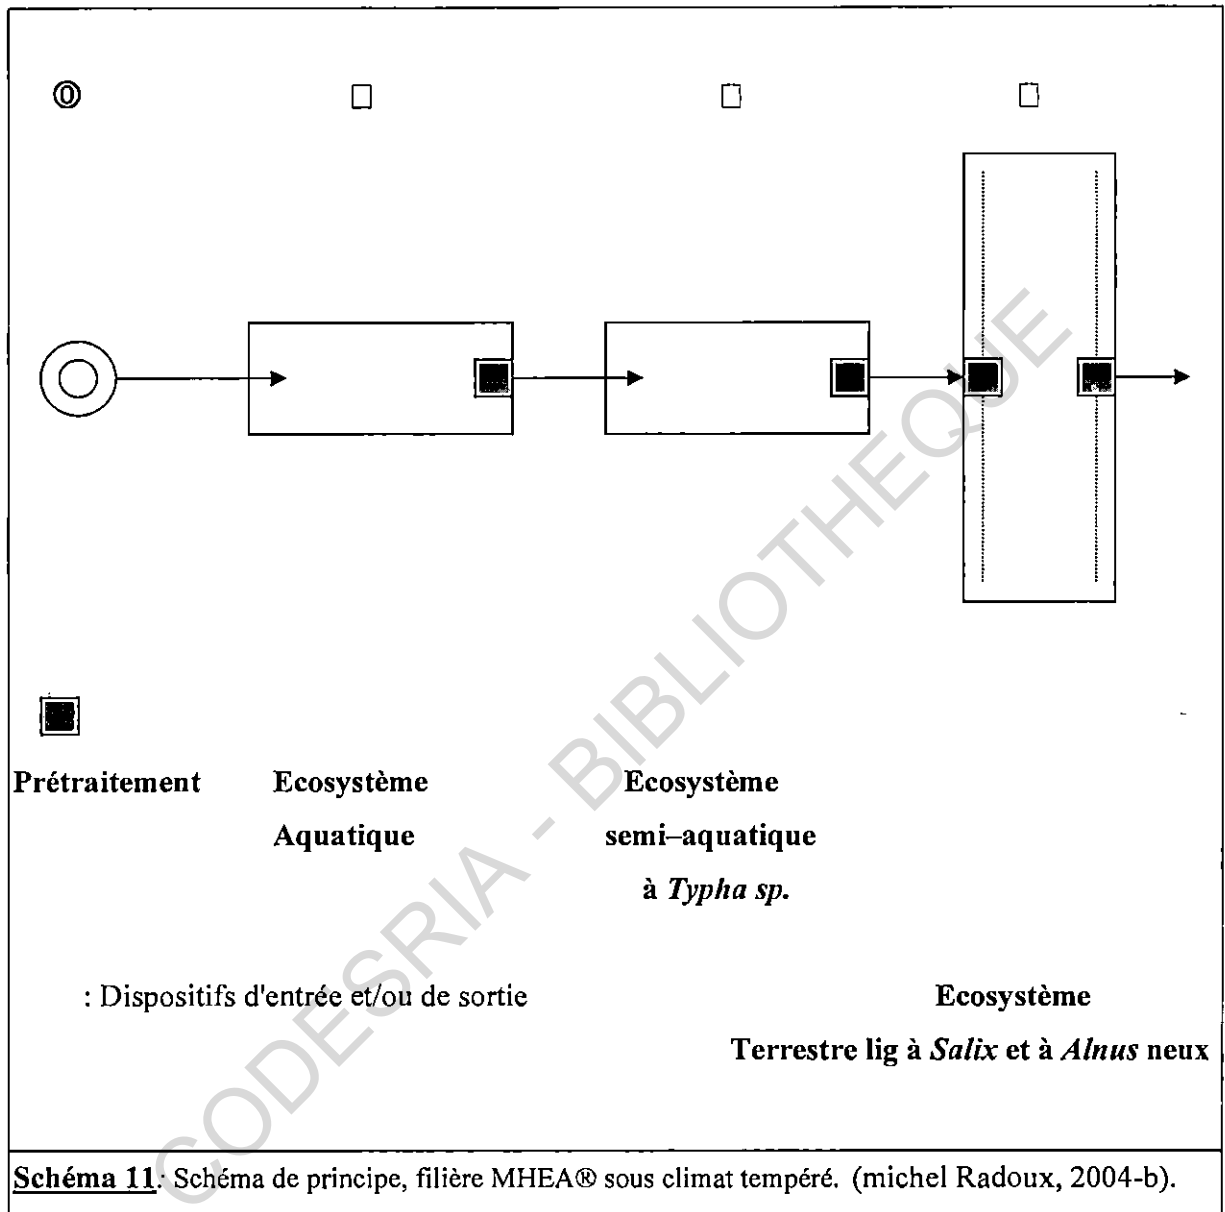 ⓪ □ □ □
Prétraitement Ecosystème Ecosystème
Aquatique semi–aquatique
à Typha sp.
: Dispositifs d'entrée et/ou de sortie Ecosystème
Terrestre lig à Salix et à Alnus neux
CODESRIA - BIBLIOTHEQUE
Schéma 11: Schéma de principe, filière MHEA® sous climat tempéré. (michel Radoux, 2004-b).